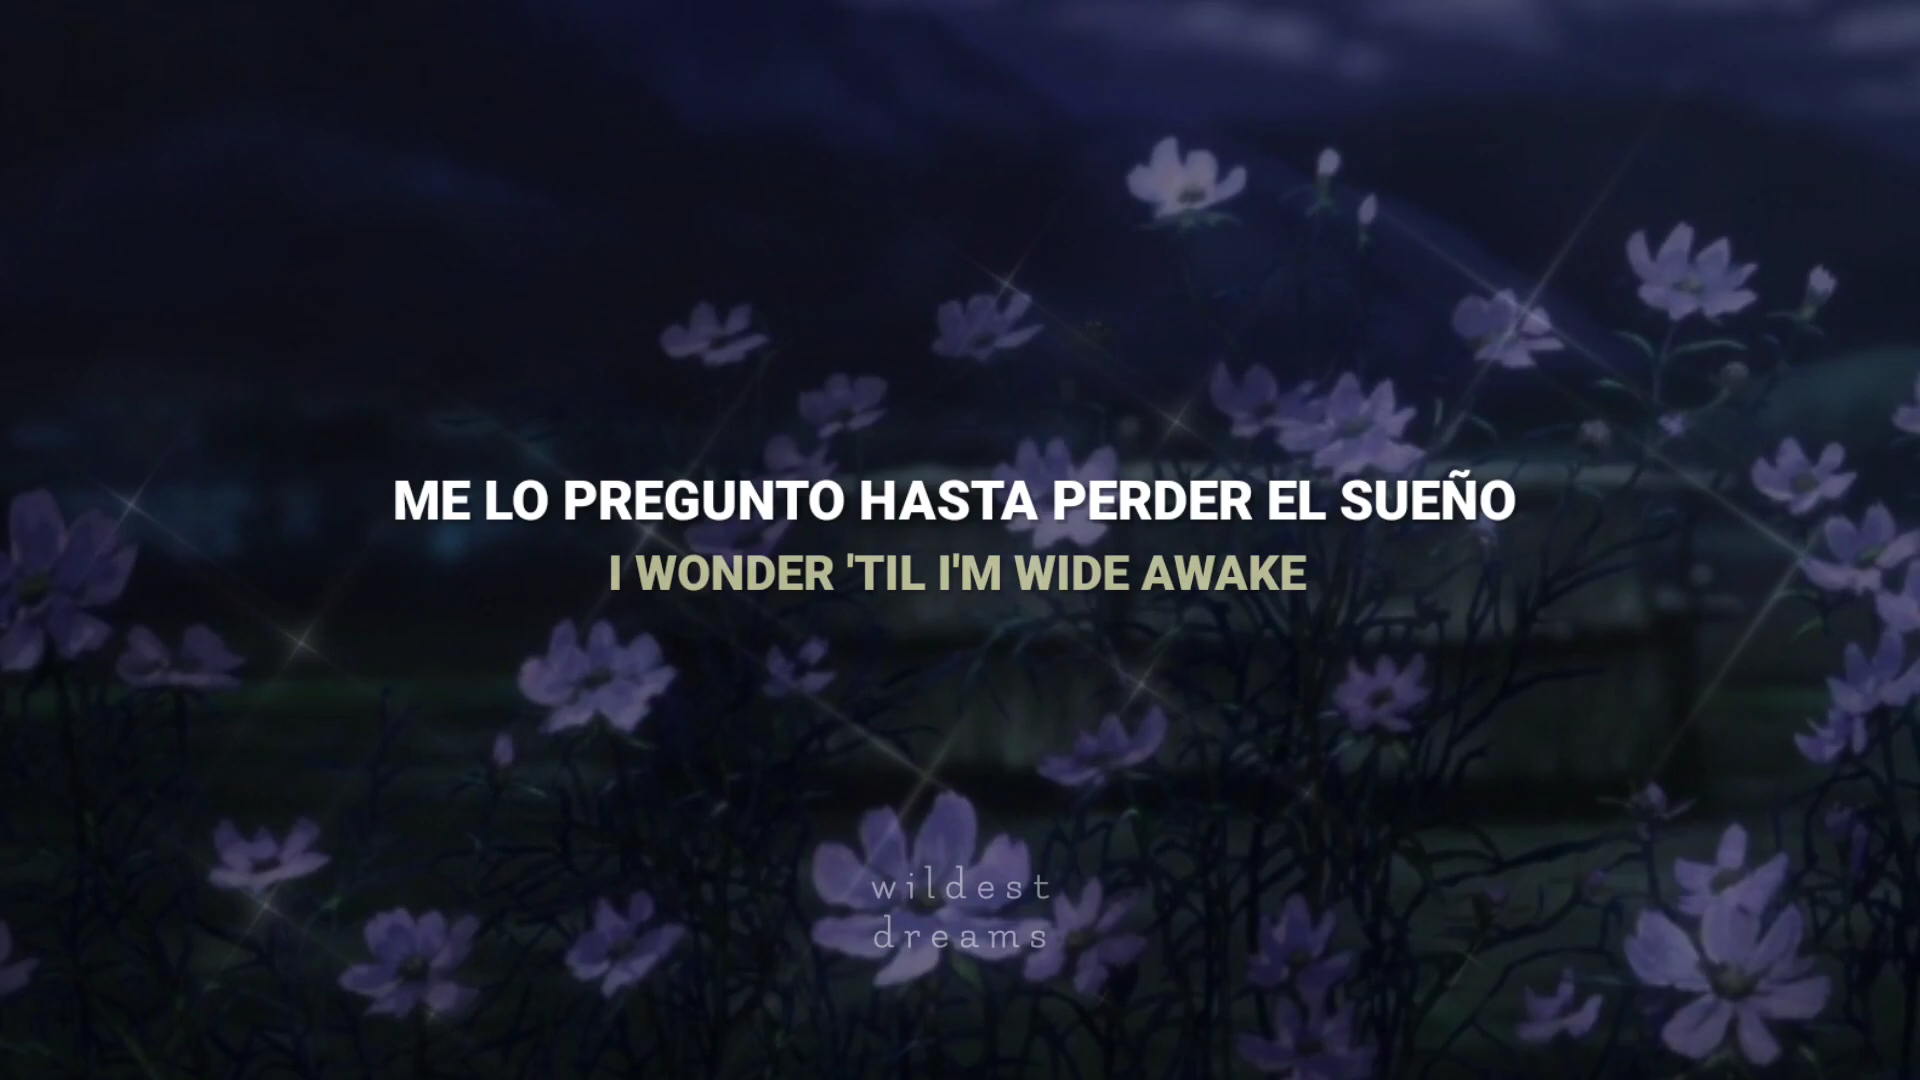 ME LO PREGUNTO HASTA PERDER EL SUEÑO
I WONDER 'TIL I'M WIDE AWAKE
wildest
dreams